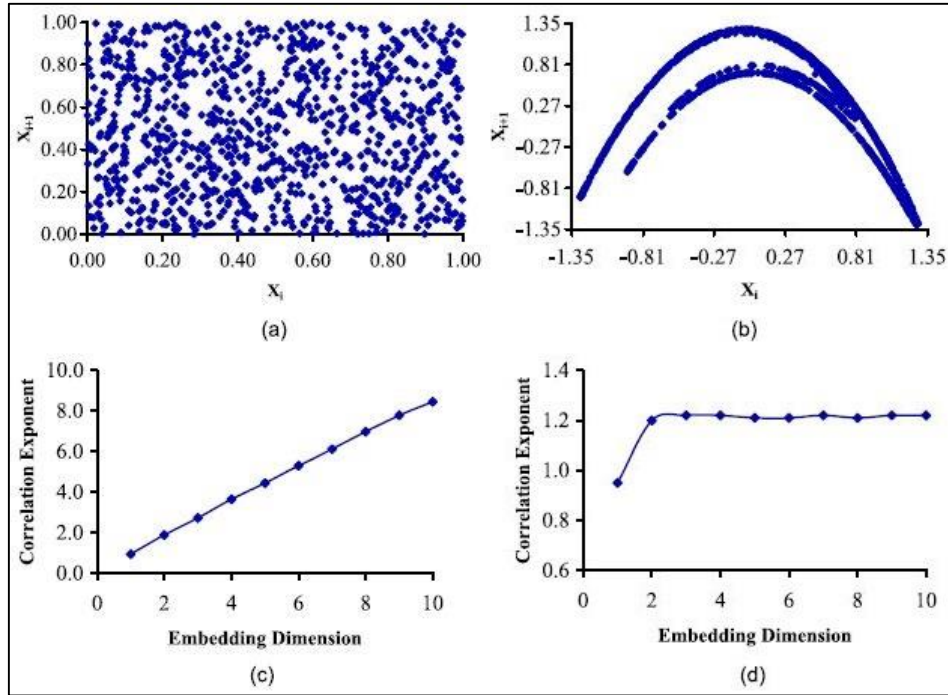 1.00
0.80
0.60
0.40
0.20
0.00
X_{i+1}
0.00 0.20 0.40 0.60 0.80 1.00
X_i
(a)
1.35
0.81
0.27
-0.27
-0.81
-1.35
X_{i+1}
-1.35 -0.81 -0.27 0.27 0.81 1.35
X_i
(b)
10.0
8.0
6.0
4.0
2.0
0.0
Correlation Exponent
0 2 4 6 8 10
Embedding Dimension
(c)
1.4
1.2
1.0
0.8
0.6
Correlation Exponent
0 2 4 6 8 10
Embedding Dimension
(d)